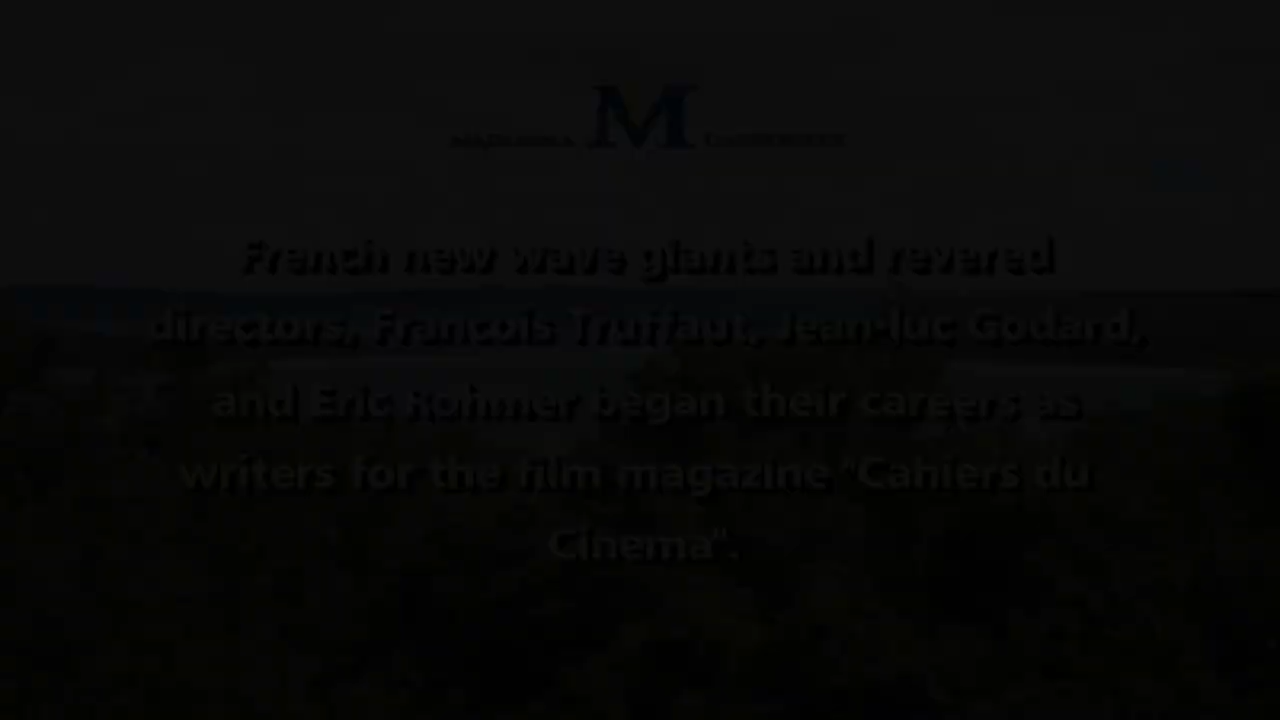 M
French new wave giants and revered
directors, Francois Truffaut, Jean-luc Godard,
and Eric Rohmer began their careers as
writers for the film magazine "Cahiers du
Cinema".